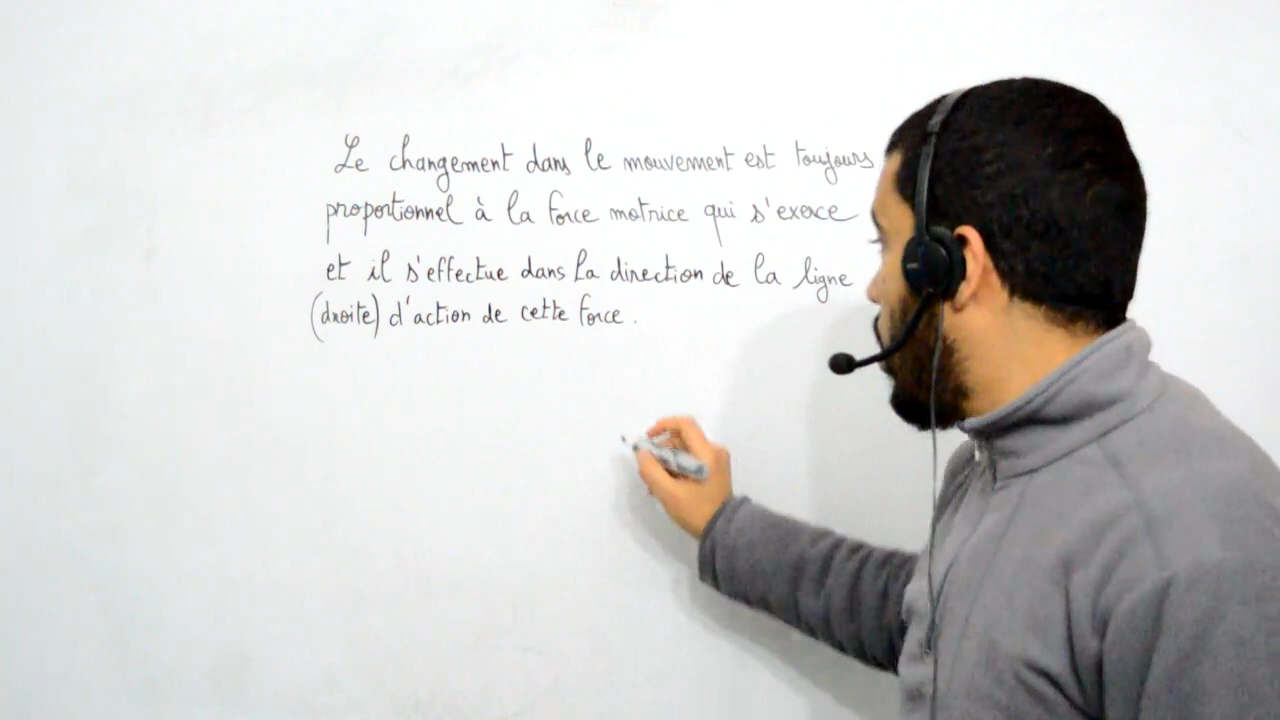 Le changement dans le mouvement est toujours
proportionnel à la force motrice qui s'exerce
et il s'effectue dans la direction de la ligne
(droite) d'action de cette force.